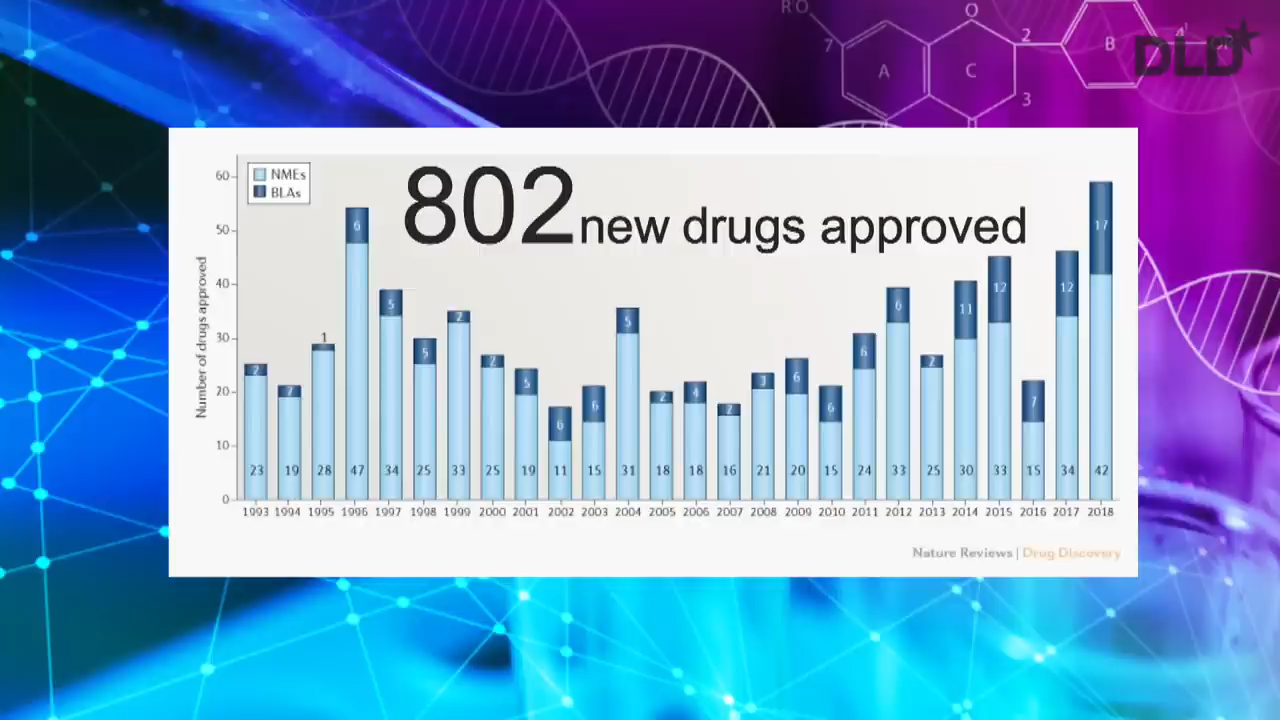 RO
O
7
2
A
C
B
4'
3
DLD
60
50
40
30
20
10
0
Number of drugs approved
NMEs
BLAs
802 new drugs approved
2 2 1 6 5 5 2 2 5 6 6 5 2 4 2 3 6 6 6 6 2 11 12 7 12 17
23 19 28 47 34 25 33 25 19 11 15 31 18 18 16 21 20 15 24 33 25 30 33 15 34 42
1993 1994 1995 1996 1997 1998 1999 2000 2001 2002 2003 2004 2005 2006 2007 2008 2009 2010 2011 2012 2013 2014 2015 2016 2017 2018
Nature Reviews | Drug Discovery